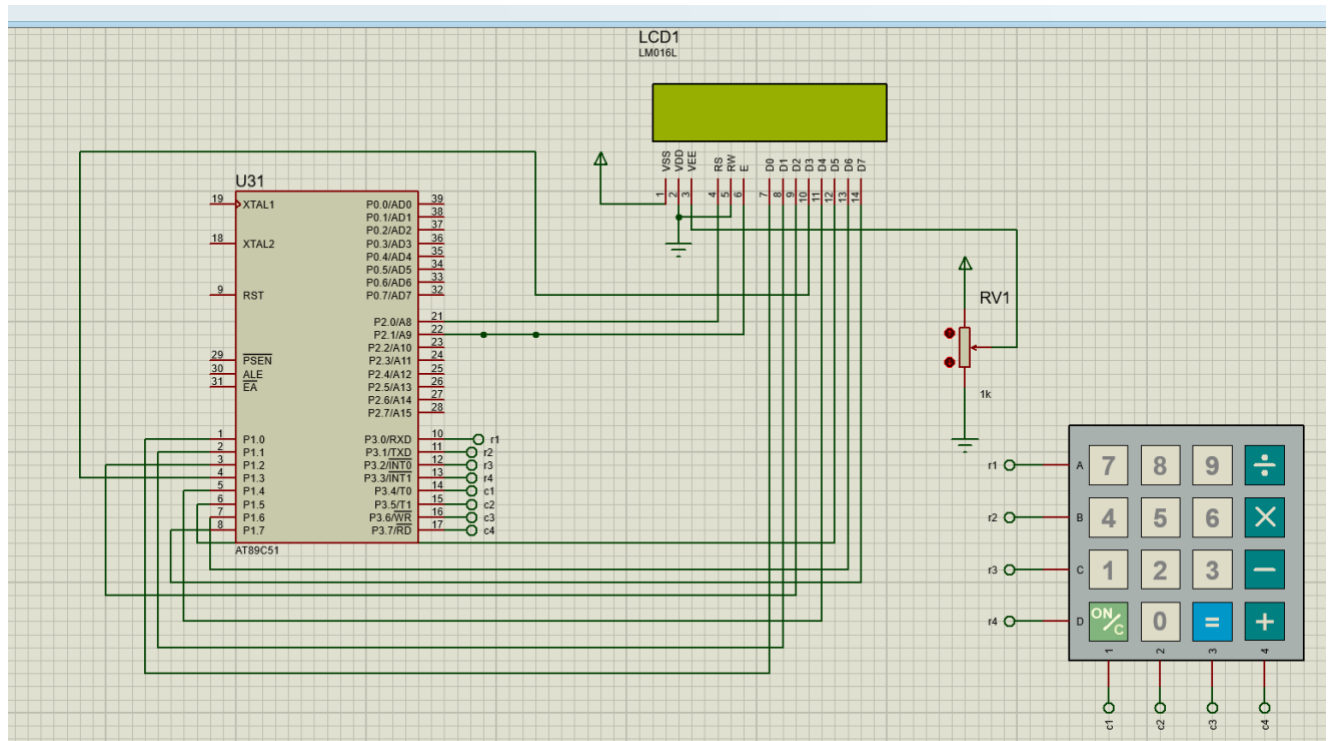 LCD1
LM016L
VSS
VDD
VEE
RS
RW
E
D0
D1
D2
D3
D4
D5
D6
D7
1
2
3
4
5
6
7
8
9
10
11
12
13
14
U31
19 XTAL1
18 XTAL2
9 RST
29 PSEN
30 ALE
31 EA
1 P1.0
2 P1.1
3 P1.2
4 P1.3
5 P1.4
6 P1.5
7 P1.6
8 P1.7
P0.0/AD0 39
P0.1/AD1 38
P0.2/AD2 37
P0.3/AD3 36
P0.4/AD4 35
P0.5/AD5 34
P0.6/AD6 33
P0.7/AD7 32
P2.0/A8 21
P2.1/A9 22
P2.2/A10 23
P2.3/A11 24
P2.4/A12 25
P2.5/A13 26
P2.6/A14 27
P2.7/A15 28
P3.0/RXD 10 r1
P3.1/TXD 11 r2
P3.2/INT0 12 r3
P3.3/INT1 13 r4
P3.4/T0 14 c1
P3.5/T1 15 c2
P3.6/WR 16 c3
P3.7/RD 17 c4
AT89C51
RV1
1k
r1 A 7 8 9 ÷
r2 B 4 5 6 ×
r3 C 1 2 3 −
r4 D ON/C 0 = +
1 2 3 4
c1 c2 c3 c4